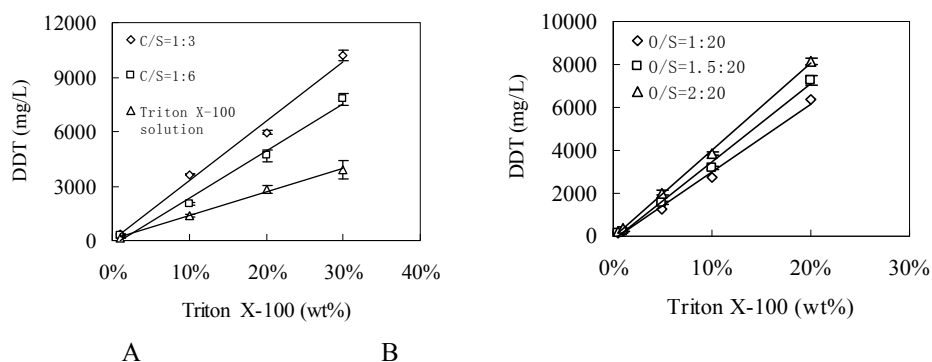 12000
9000
6000
3000
0
DDT (mg/L)
C/S=1:3
C/S=1:6
Triton X-100
solution
0% 10% 20% 30% 40%
Triton X-100 (wt%)
10000
8000
6000
4000
2000
0
DDT (mg/L)
O/S=1:20
O/S=1.5:20
O/S=2:20
0% 10% 20% 30%
Triton X-100 (wt%)
A B